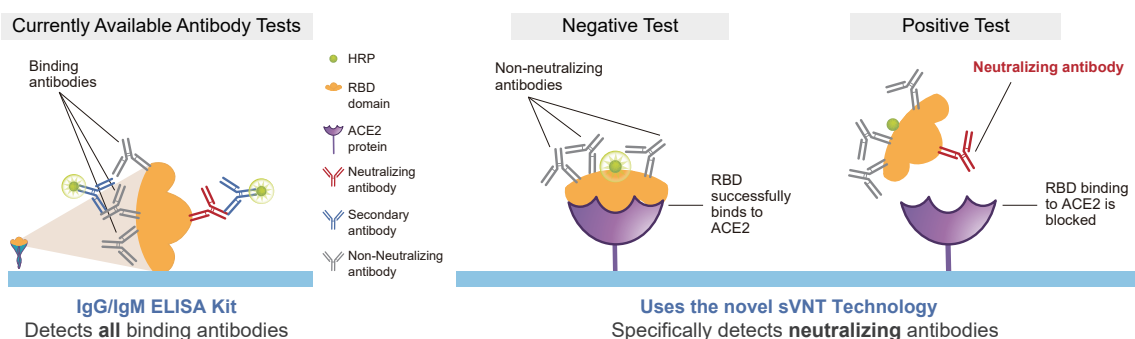 Currently Available Antibody Tests
Binding
antibodies
HRP
RBD
domain
ACE2
protein
Neutralizing
antibody
Secondary
antibody
Non-Neutralizing
antibody
IgG/IgM ELISA Kit
Detects all binding antibodies
Negative Test
Non-neutralizing
antibodies
RBD
successfully
binds to
ACE2
Positive Test
Neutralizing antibody
RBD binding
to ACE2 is
blocked
Uses the novel sVNT Technology
Specifically detects neutralizing antibodies